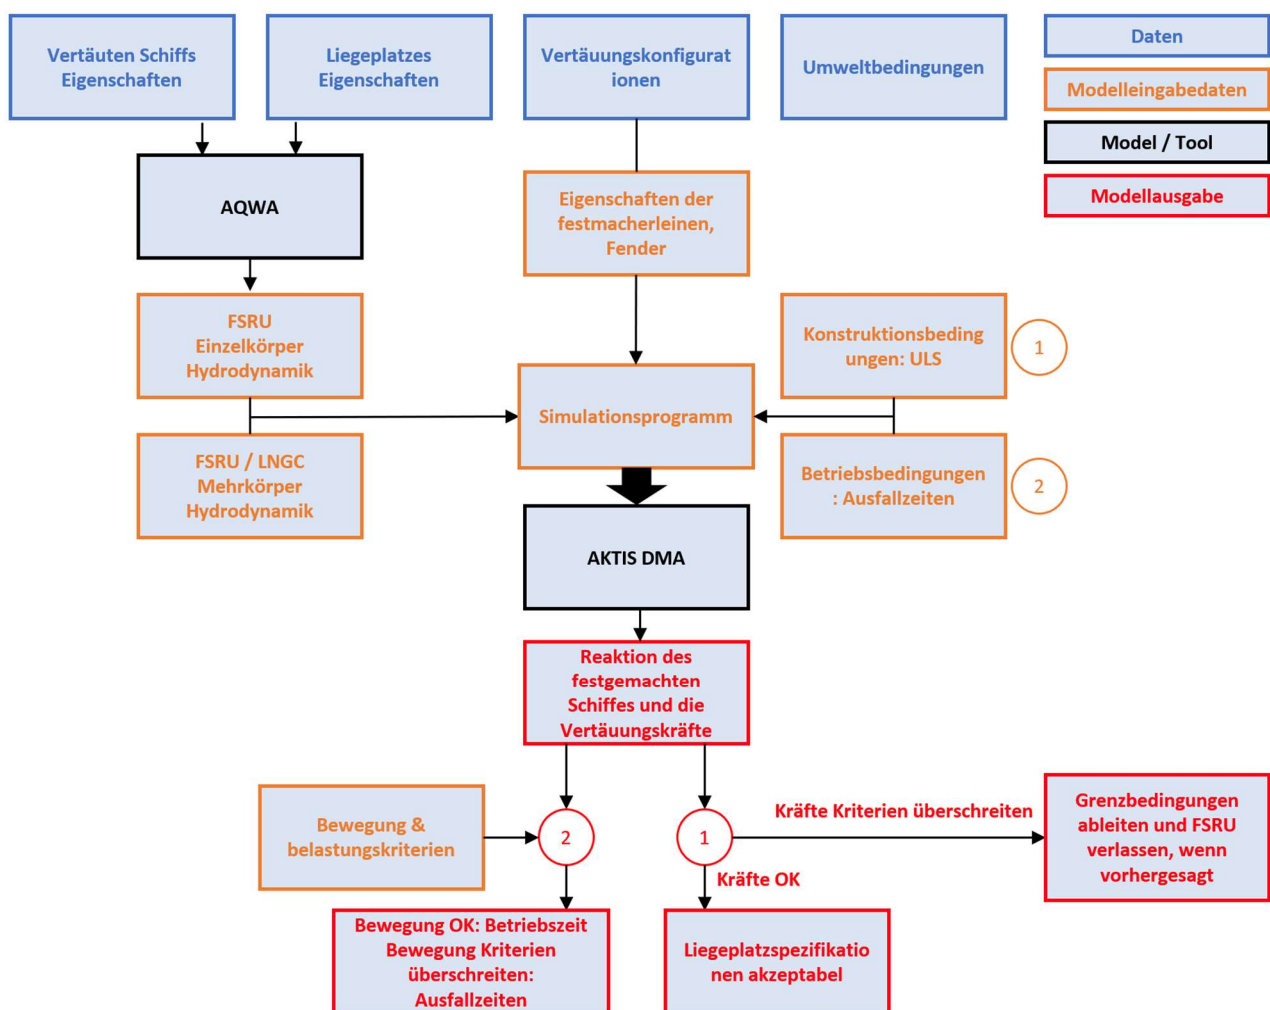 Vertäuten Schiffs
Eigenschaften
Liegeplatzes
Eigenschaften
Vertäuungskonfigurat
ionen
Umweltbedingungen
Daten
Modelleingabedaten
Model / Tool
Modellausgabe
AQWA
Eigenschaften der
festmacherleinen,
Fender
FSRU
Einzelkörper
Hydrodynamik
Konstruktionsbeding
ungen: ULS
1
Simulationsprogramm
FSRU / LNGC
Mehrkörper
Hydrodynamik
Betriebsbedingungen
: Ausfallzeiten
2
AKTIS DMA
Reaktion des
festgemachten
Schiffes und die
Vertäuungskräfte
Bewegung &
belastungskriterien
2
1
Kräfte Kriterien überschreiten
Grenzbedingungen
ableiten und FSRU
verlassen, wenn
vorhergesagt
Kräfte OK
Bewegung OK: Betriebszeit
Bewegung Kriterien
überschreiten:
Ausfallzeiten
Liegeplatzspezifikatio
nen akzeptabel